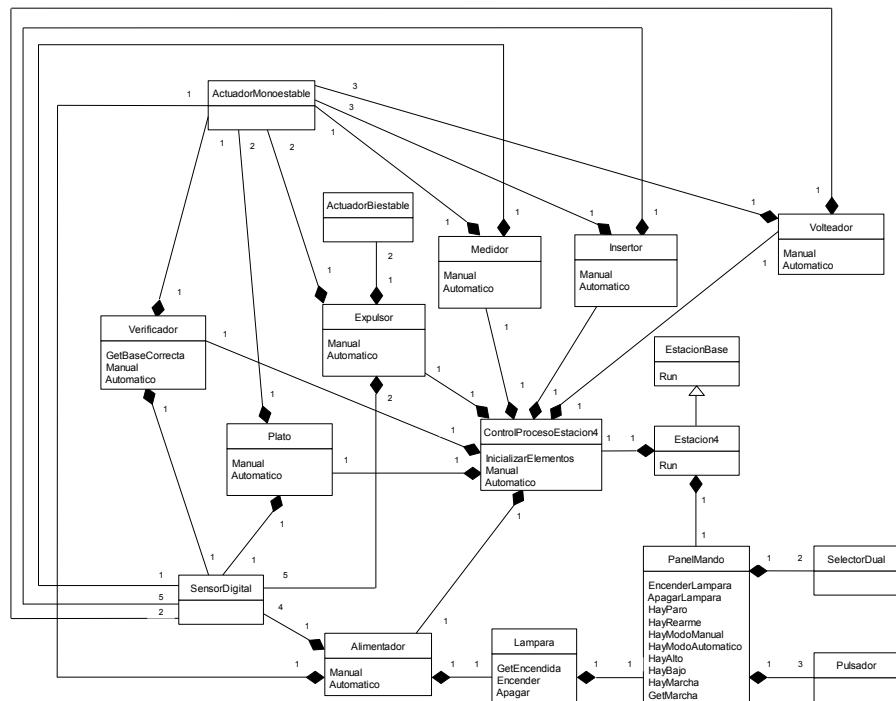 3
1
ActuadorMonoestable
3
1
2
2
1
ActuadorBiestable
1
1
1
1
1
1
Volteador
Medidor
Insertor
2
1
Manual
Automatico
Manual
Automatico
Manual
Automatico
1
1
1
Expulsor
Verificador
1
1
EstacionBase
Manual
Automatico
GetBaseCorrecta
Manual
Automatico
Run
1
1
1
2
1
1
1
1
1
Plato
ControlProcesoEstacion4
Estacion4
1
1
1
1
Manual
Automatico
1
1
InicializarElementos
Manual
Automatico
Run
1
1
1
1
1
1
1
SensorDigital
5
5
2
4
PanelMando
1
2
SelectorDual
EncenderLampara
ApagarLampara
HayParo
HayRearme
HayModoManual
HayModoAutomatico
HayAlto
HayBajo
HayMarcha
GetMarcha
1
1
Alimentador
Lampara
Manual
Automatico
1
1
1
GetEncendida
Encender
Apagar
1
1
1
3
Pulsador